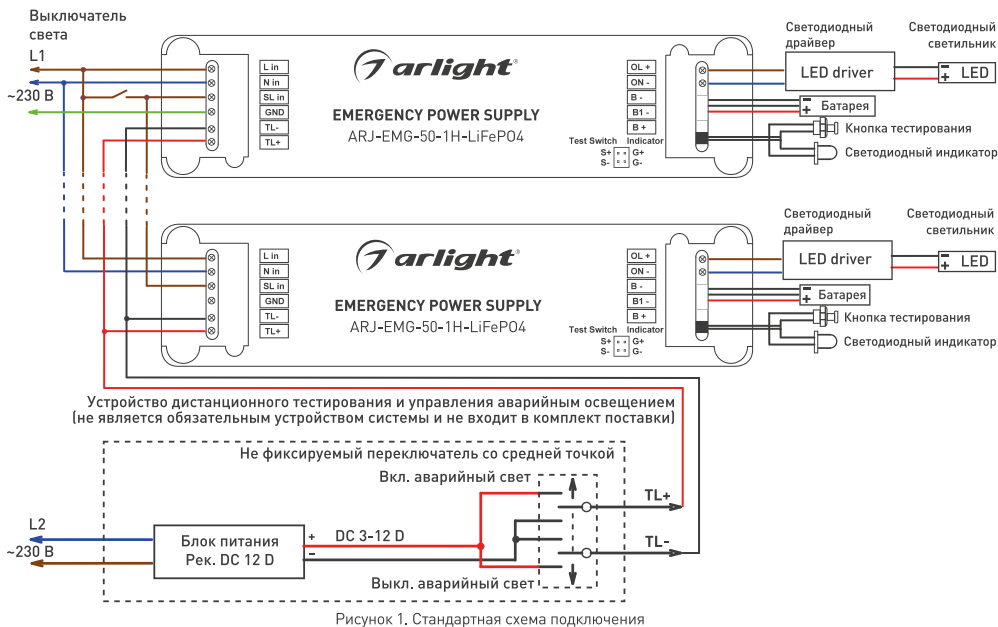 Выключатель
света
L1
~230 В
L in
N in
SL in
GND
TL-
TL+
arlight®
EMERGENCY POWER SUPPLY
ARJ-EMG-50-1H-LiFePO4
OL +
ON -
B -
B1 -
B +
Test Switch Indicator
S+ G+
S- G-
Светодиодный
драйвер
Светодиодный
светильник
LED driver
- + LED
- + Батарея
Кнопка тестирования
Светодиодный индикатор
L in
N in
SL in
GND
TL-
TL+
arlight®
EMERGENCY POWER SUPPLY
ARJ-EMG-50-1H-LiFePO4
OL +
ON -
B -
B1 -
B +
Test Switch Indicator
S+ G+
S- G-
Светодиодный
драйвер
Светодиодный
светильник
LED driver
- + LED
- + Батарея
Кнопка тестирования
Светодиодный индикатор
Устройство дистанционного тестирования и управления аварийным освещением
(не является обязательным устройством системы и не входит в комплект поставки)
Не фиксируемый переключатель со средней точкой
Вкл. аварийный свет
TL+
L2
~230 В
Блок питания
Рек. DC 12 D
+ DC 3-12 D
-
TL-
Выкл. аварийный свет
Рисунок 1. Стандартная схема подключения